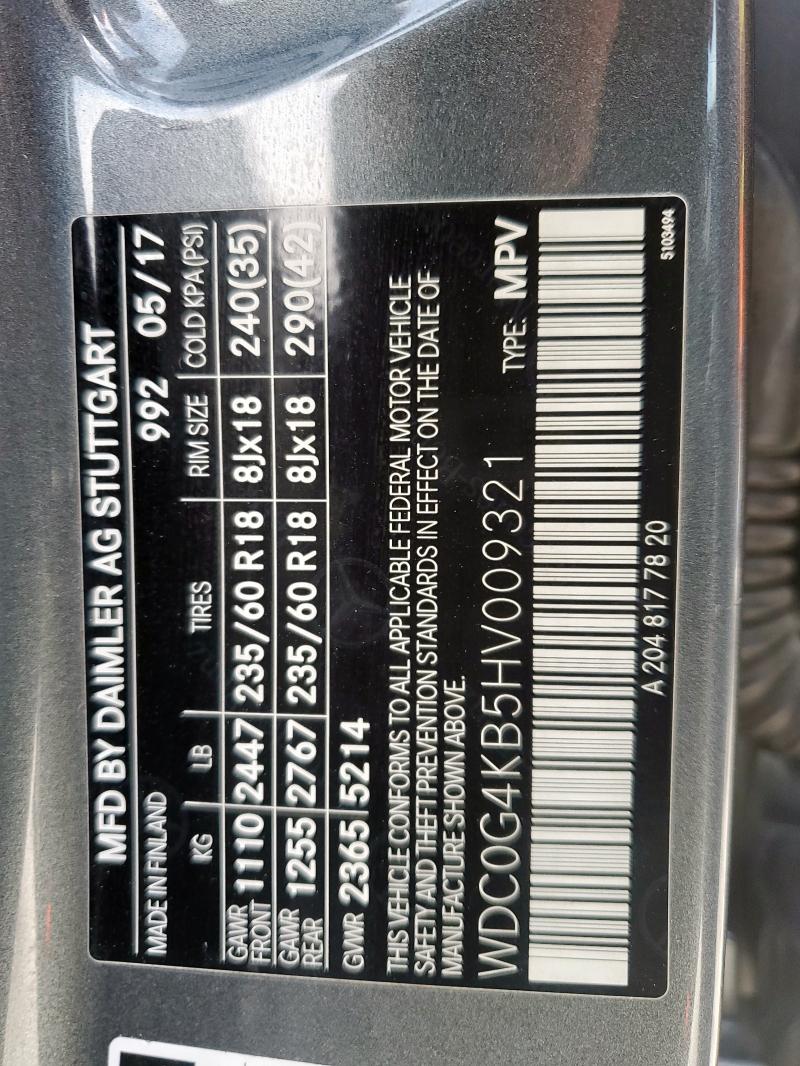 MFD BY DAIMLER AG STUTTGART
MADE IN FINLAND 992 05/17
KG LB TIRES RIM SIZE COLD KPA(PSI)
GAWR FRONT 1110 2447 235/60 R18 8Jx18 240(35)
GAWR REAR 1255 2767 235/60 R18 8Jx18 290(42)
GVWR 2365 5214
THIS VEHICLE CONFORMS TO ALL APPLICABLE FEDERAL MOTOR VEHICLE
SAFETY AND THEFT PREVENTION STANDARDS IN EFFECT ON THE DATE OF
MANUFACTURE SHOWN ABOVE.
WDC0G4KB5HV009321 TYPE: MPV
A 204 817 78 20
5103494